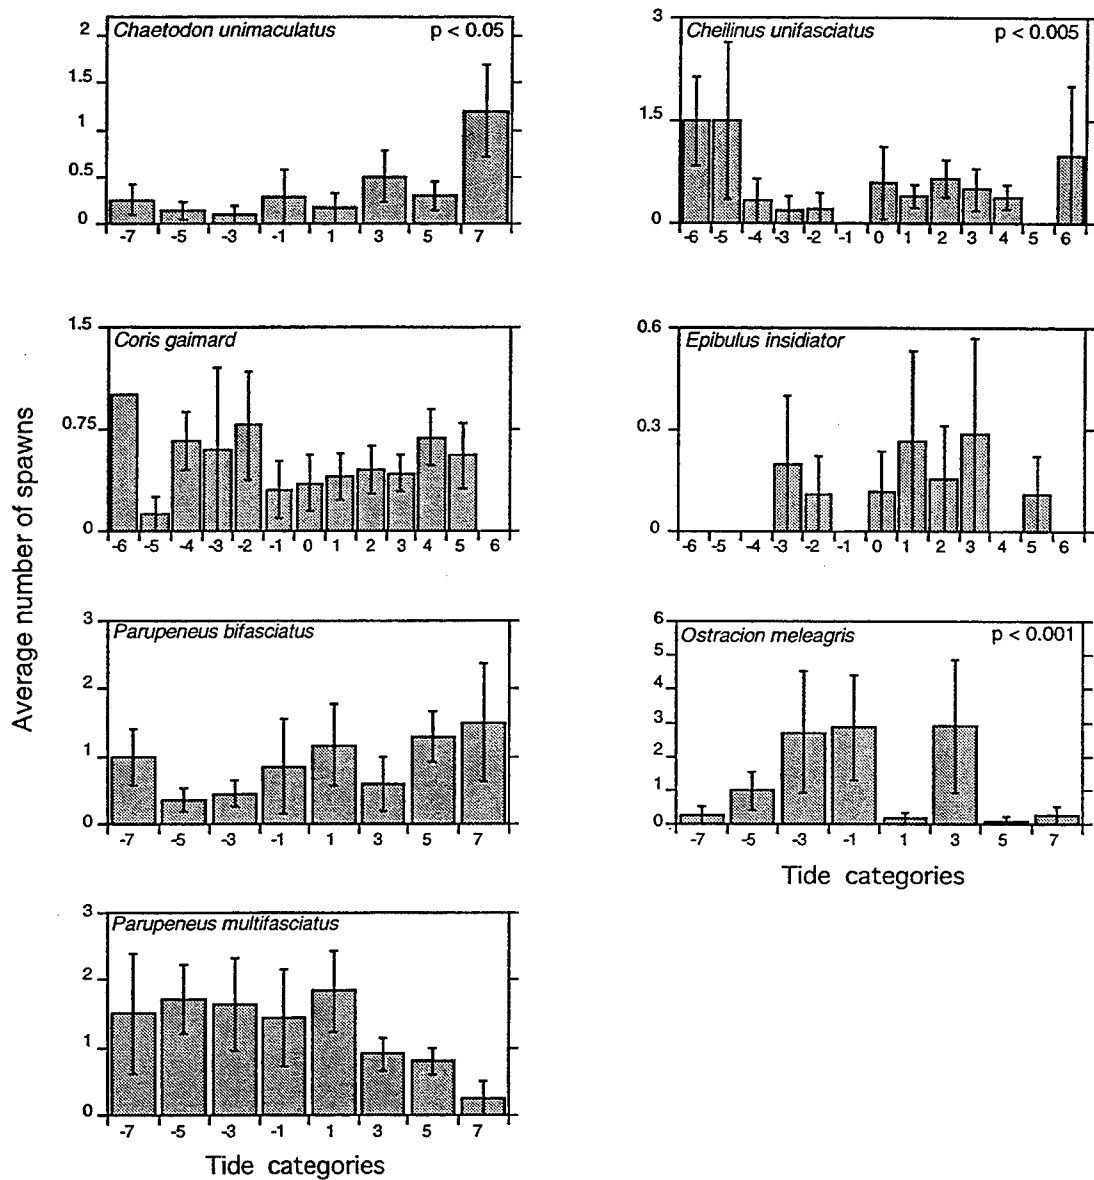 Average number of spawns
Chaetodon unimaculatus p < 0.05
2
1.5
1
0.5
0
-7 -5 -3 -1 1 3 5 7
Cheilinus unifasciatus p < 0.005
3
1.5
0
-6 -5 -4 -3 -2 -1 0 1 2 3 4 5 6
Coris gaimard
1.5
0.75
0
-6 -5 -4 -3 -2 -1 0 1 2 3 4 5 6
Epibulus insidiator
0.6
0.3
0
-6 -5 -4 -3 -2 -1 0 1 2 3 4 5 6
Parupeneus bifasciatus
3
2
1
0
-7 -5 -3 -1 1 3 5 7
Ostracion meleagris p < 0.001
6
5
4
3
2
1
0
-7 -5 -3 -1 1 3 5 7
Tide categories
Parupeneus multifasciatus
3
2
1
0
-7 -5 -3 -1 1 3 5 7
Tide categories